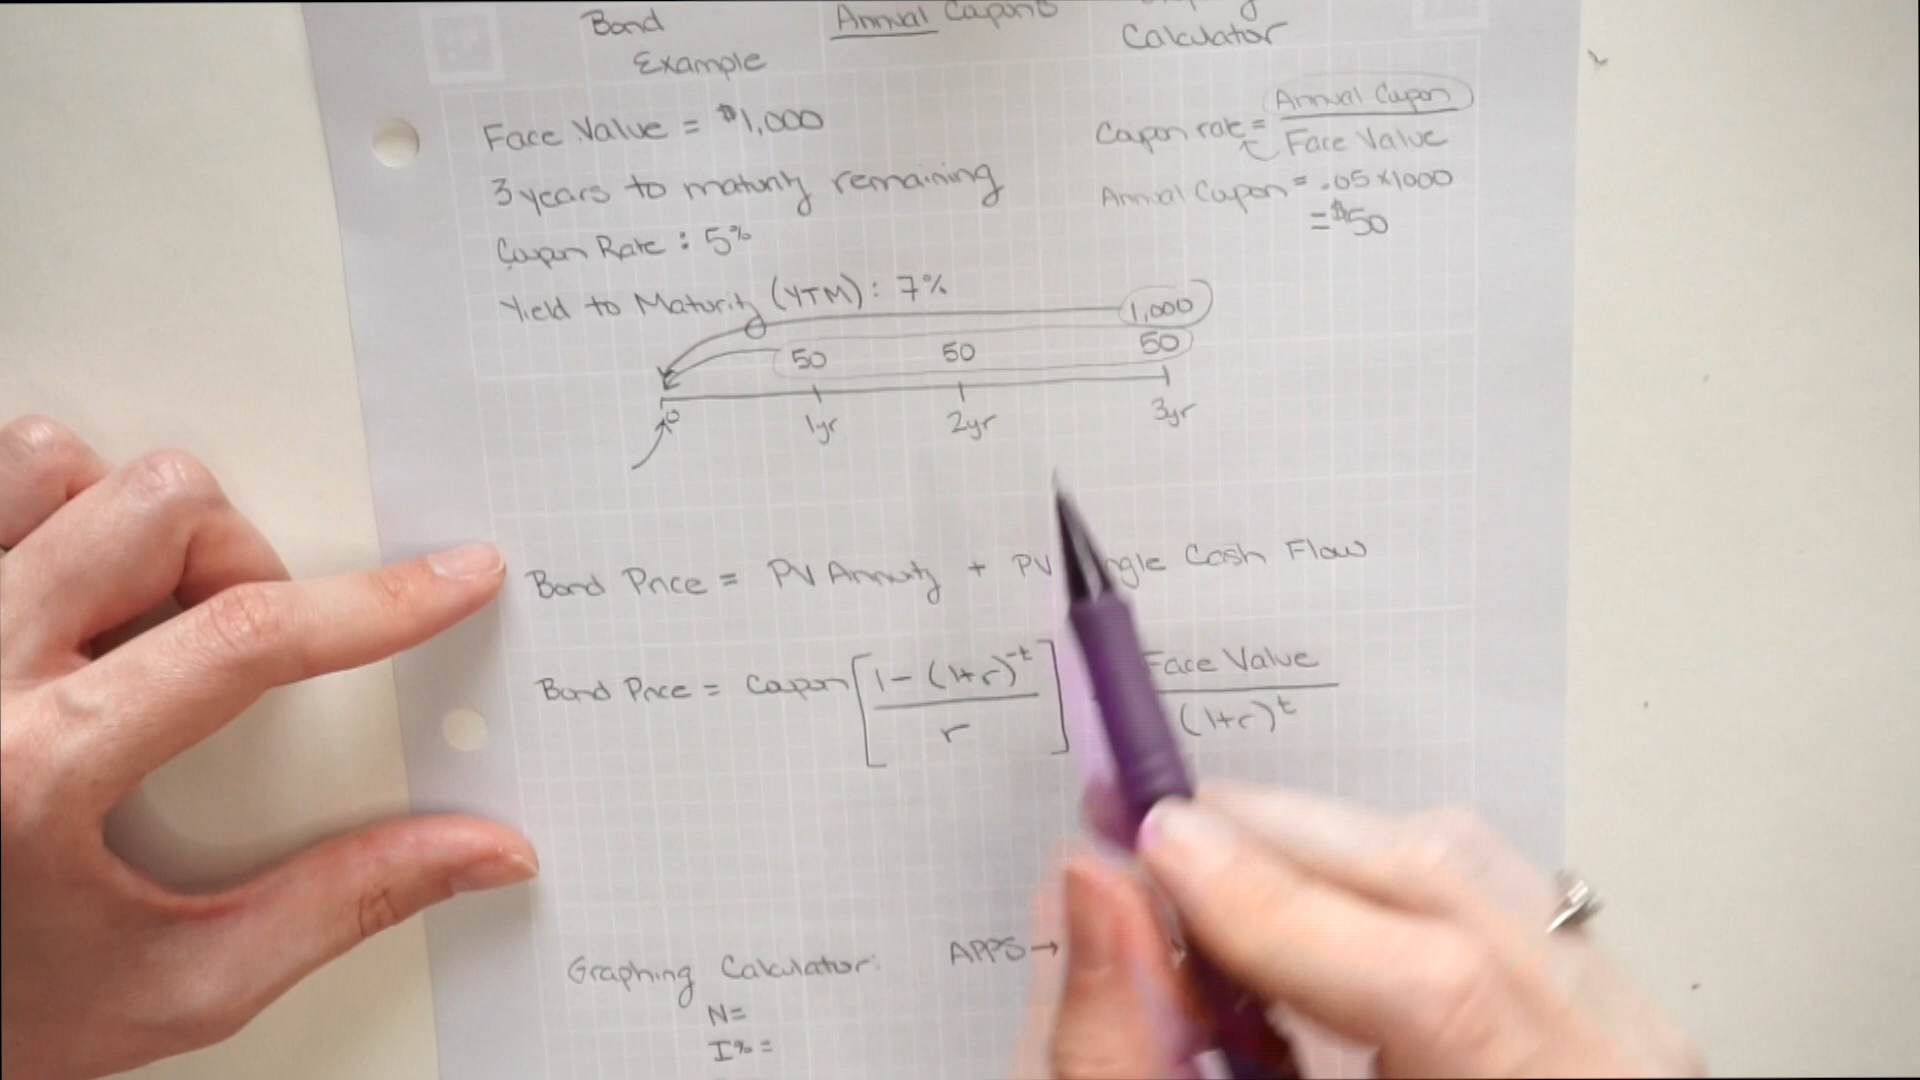 Bond
Example
Annual Coupons
Calculator
Face Value = $1,000
3 years to maturity remaining
Coupon Rate : 5%
Yield to Maturity (YTM) : 7%
Coupon rate = Annual Coupon
Face Value
Annual Coupon = .05 x 1000
= $50
1,000
50 50 50
0 1yr 2yr 3yr
Bond Price = PV Annuity + PV Cash Flow
Bond Price = Coupon [ 1 - (1+r)^-t
r ]
Face Value
(1+r)^t
Graphing Calculator: APPS →
N=
I% =